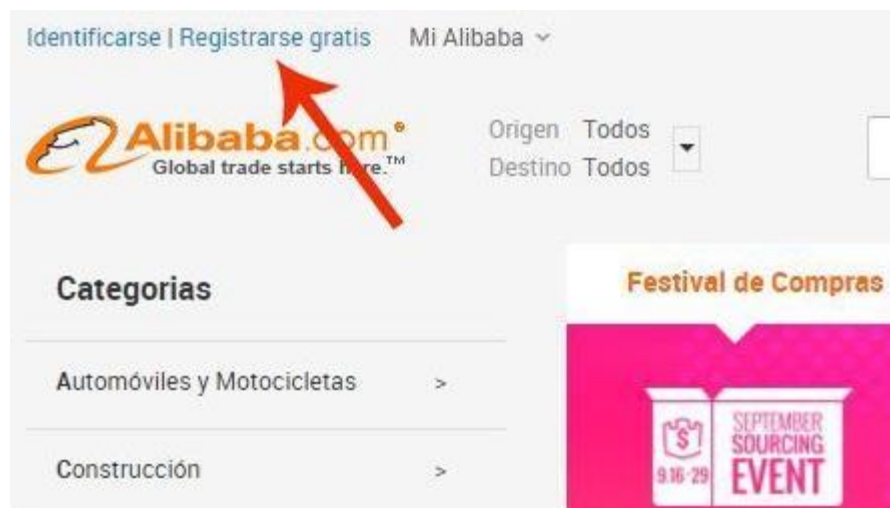 Identificarse | Registrarse gratis Mi Alibaba
Alibaba.com®
Global trade starts here.™
Origen Todos
Destino Todos
Categorias
Festival de Compras
Automóviles y Motocicletas >
Construcción >
$
9.16-29
SEPTEMBER
SOURCING
EVENT